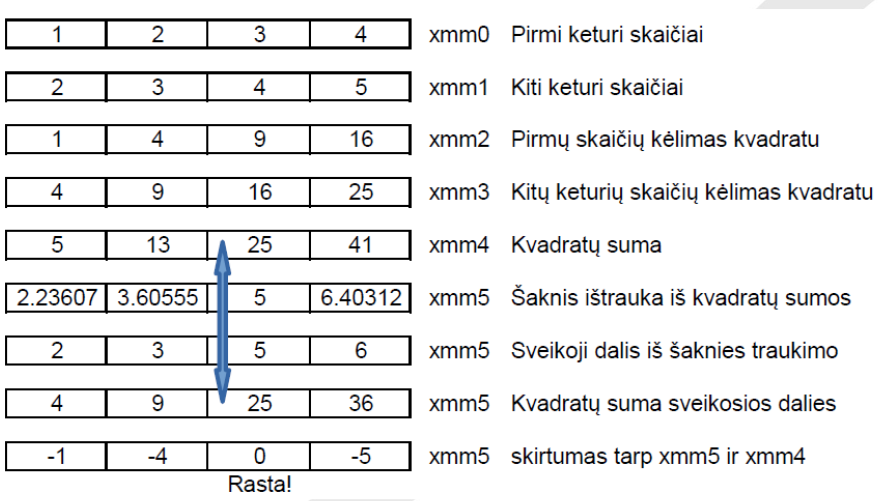 1 2 3 4 xmm0 Pirmi keturi skaičiai
2 3 4 5 xmm1 Kiti keturi skaičiai
1 4 9 16 xmm2 Pirmų skaičių kėlimas kvadratu
4 9 16 25 xmm3 Kitų keturių skaičių kėlimas kvadratu
5 13 25 41 xmm4 Kvadratų suma
2.23607 3.60555 5 6.40312 xmm5 Šaknis ištrauka iš kvadratų sumos
2 3 5 6 xmm5 Sveikoji dalis iš šaknies traukimo
4 9 25 36 xmm5 Kvadratų suma sveikosios dalies
-1 -4 0 -5 xmm5 skirtumas tarp xmm5 ir xmm4
Rasta!